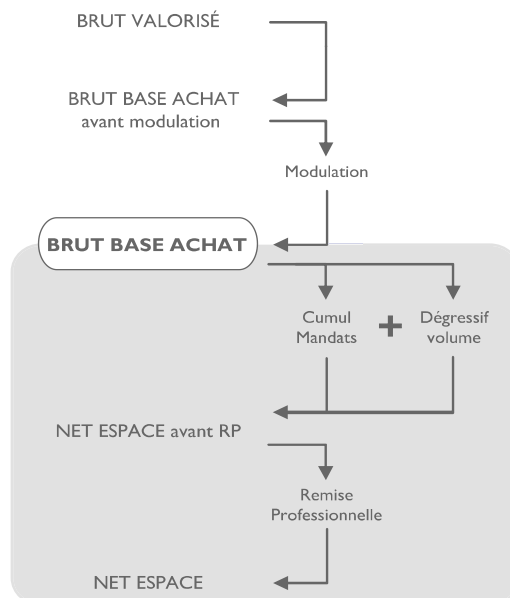 BRUT VALORISÉ
BRUT BASE ACHAT
avant modulation
Modulation
BRUT BASE ACHAT
Cumul
Mandats
+
Dégressif
volume
NET ESPACE avant RP
Remise
Professionnelle
NET ESPACE